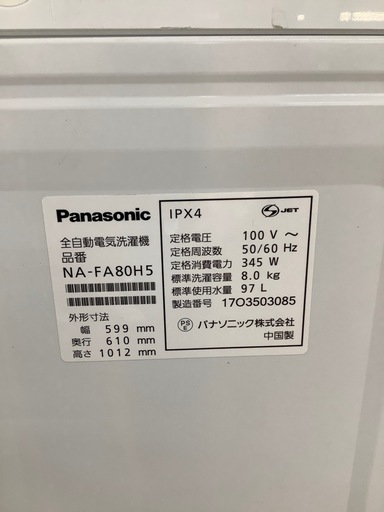 Panasonic
全自動電気洗濯機
品番
NA-FA80H5
外形寸法
幅 599 mm
奥行 610 mm
高さ 1012 mm
IPX4
S JET
定格電圧 100 V ～
定格周波数 50/60 Hz
定格消費電力 345 W
標準洗濯容量 8.0 kg
標準使用水量 97 L
製造番号 17O3503085
PS E パナソニック株式会社
中国製